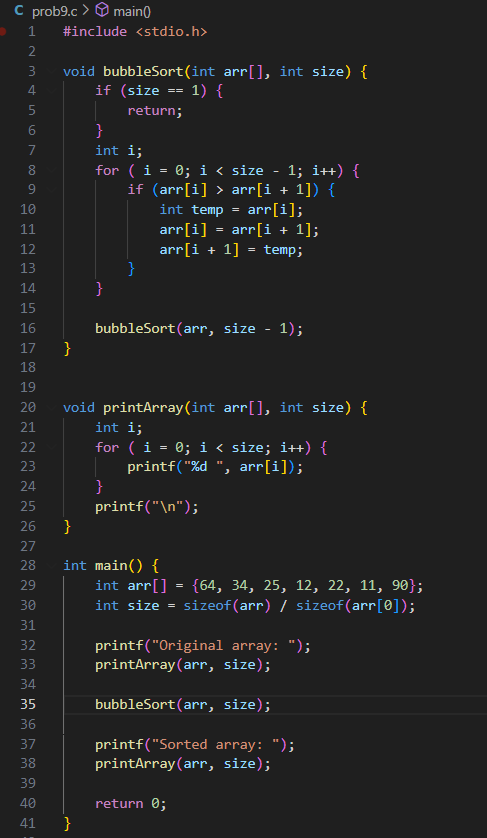 prob9.c > main()
1 #include <stdio.h>
2
3 void bubbleSort(int arr[], int size) {
4     if (size == 1) {
5         return;
6     }
7     int i;
8     for ( i = 0; i < size - 1; i++) {
9         if (arr[i] > arr[i + 1]) {
10             int temp = arr[i];
11             arr[i] = arr[i + 1];
12             arr[i + 1] = temp;
13         }
14     }
15
16     bubbleSort(arr, size - 1);
17 }
18
19
20 void printArray(int arr[], int size) {
21     int i;
22     for ( i = 0; i < size; i++) {
23         printf("%d ", arr[i]);
24     }
25     printf("\n");
26 }
27
28 int main() {
29     int arr[] = {64, 34, 25, 12, 22, 11, 90};
30     int size = sizeof(arr) / sizeof(arr[0]);
31
32     printf("Original array: ");
33     printArray(arr, size);
34
35     bubbleSort(arr, size);
36
37     printf("Sorted array: ");
38     printArray(arr, size);
39
40     return 0;
41 }